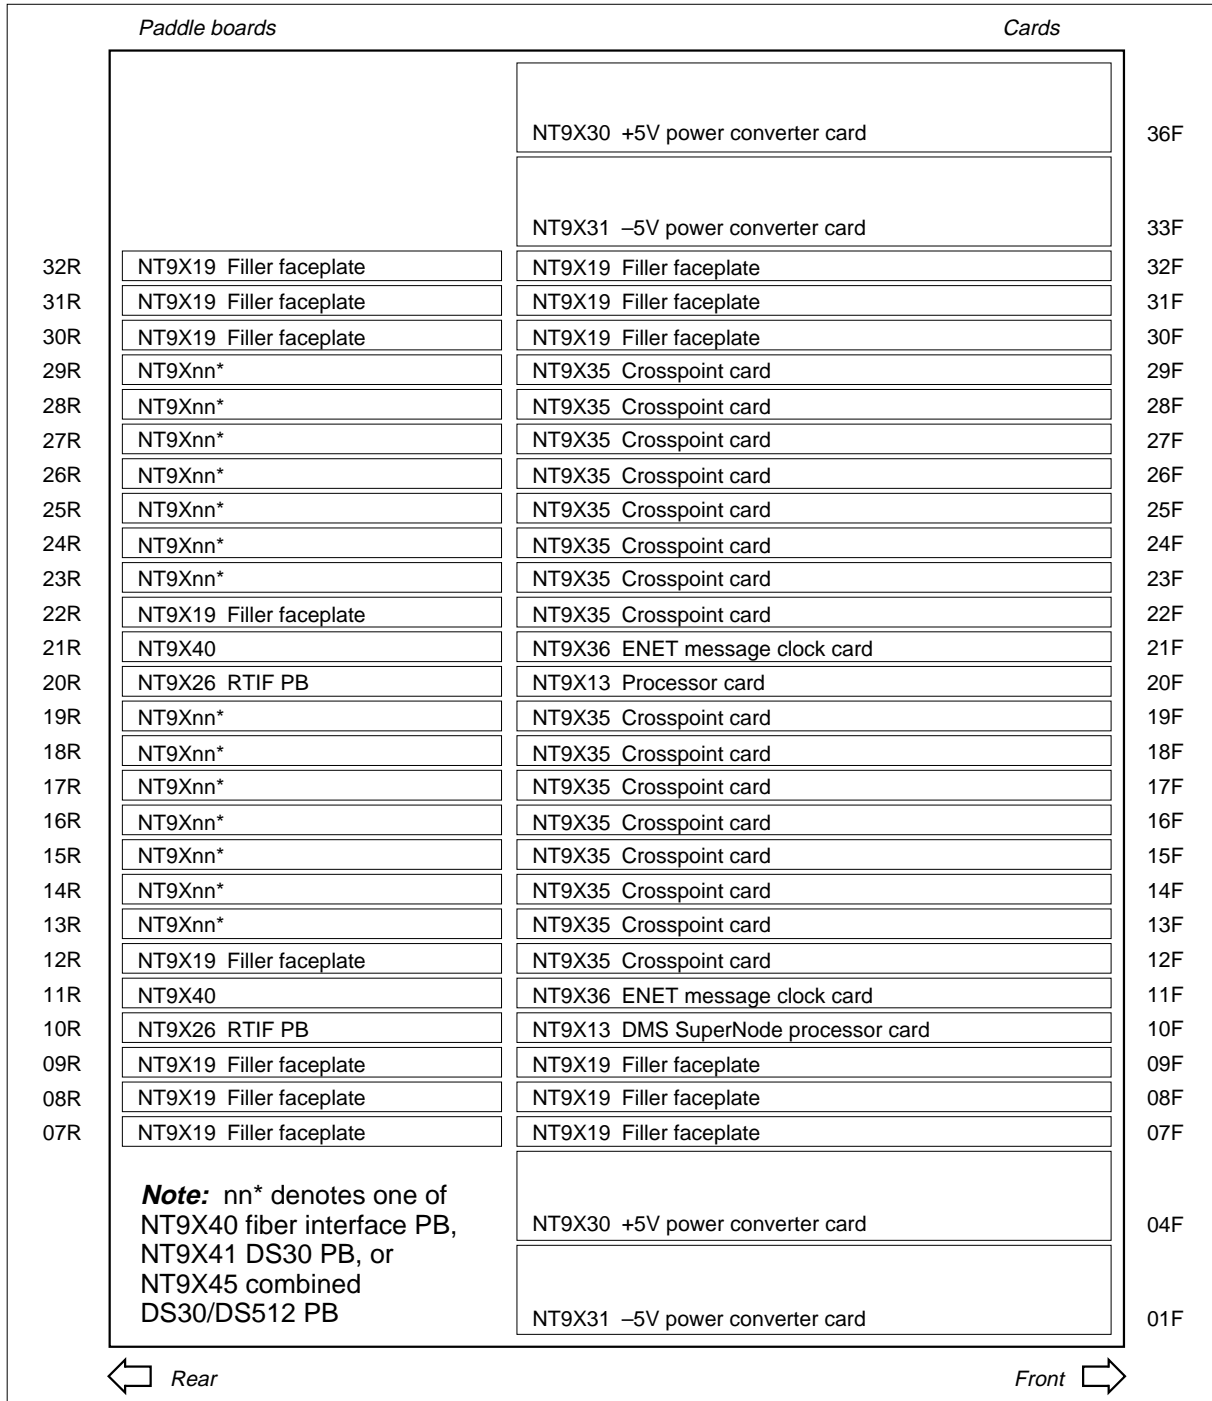 Paddle boards Cards
NT9X30 +5V power converter card 36F
NT9X31 –5V power converter card 33F
32R NT9X19 Filler faceplate NT9X19 Filler faceplate 32F
31R NT9X19 Filler faceplate NT9X19 Filler faceplate 31F
30R NT9X19 Filler faceplate NT9X19 Filler faceplate 30F
29R NT9Xnn* NT9X35 Crosspoint card 29F
28R NT9Xnn* NT9X35 Crosspoint card 28F
27R NT9Xnn* NT9X35 Crosspoint card 27F
26R NT9Xnn* NT9X35 Crosspoint card 26F
25R NT9Xnn* NT9X35 Crosspoint card 25F
24R NT9Xnn* NT9X35 Crosspoint card 24F
23R NT9Xnn* NT9X35 Crosspoint card 23F
22R NT9X19 Filler faceplate NT9X35 Crosspoint card 22F
21R NT9X40 NT9X36 ENET message clock card 21F
20R NT9X26 RTIF PB NT9X13 Processor card 20F
19R NT9Xnn* NT9X35 Crosspoint card 19F
18R NT9Xnn* NT9X35 Crosspoint card 18F
17R NT9Xnn* NT9X35 Crosspoint card 17F
16R NT9Xnn* NT9X35 Crosspoint card 16F
15R NT9Xnn* NT9X35 Crosspoint card 15F
14R NT9Xnn* NT9X35 Crosspoint card 14F
13R NT9Xnn* NT9X35 Crosspoint card 13F
12R NT9X19 Filler faceplate NT9X35 Crosspoint card 12F
11R NT9X40 NT9X36 ENET message clock card 11F
10R NT9X26 RTIF PB NT9X13 DMS SuperNode processor card 10F
09R NT9X19 Filler faceplate NT9X19 Filler faceplate 09F
08R NT9X19 Filler faceplate NT9X19 Filler faceplate 08F
07R NT9X19 Filler faceplate NT9X19 Filler faceplate 07F
Note: nn* denotes one of
NT9X40 fiber interface PB,
NT9X41 DS30 PB, or
NT9X45 combined
DS30/DS512 PB
NT9X30 +5V power converter card 04F
NT9X31 –5V power converter card 01F
Rear Front